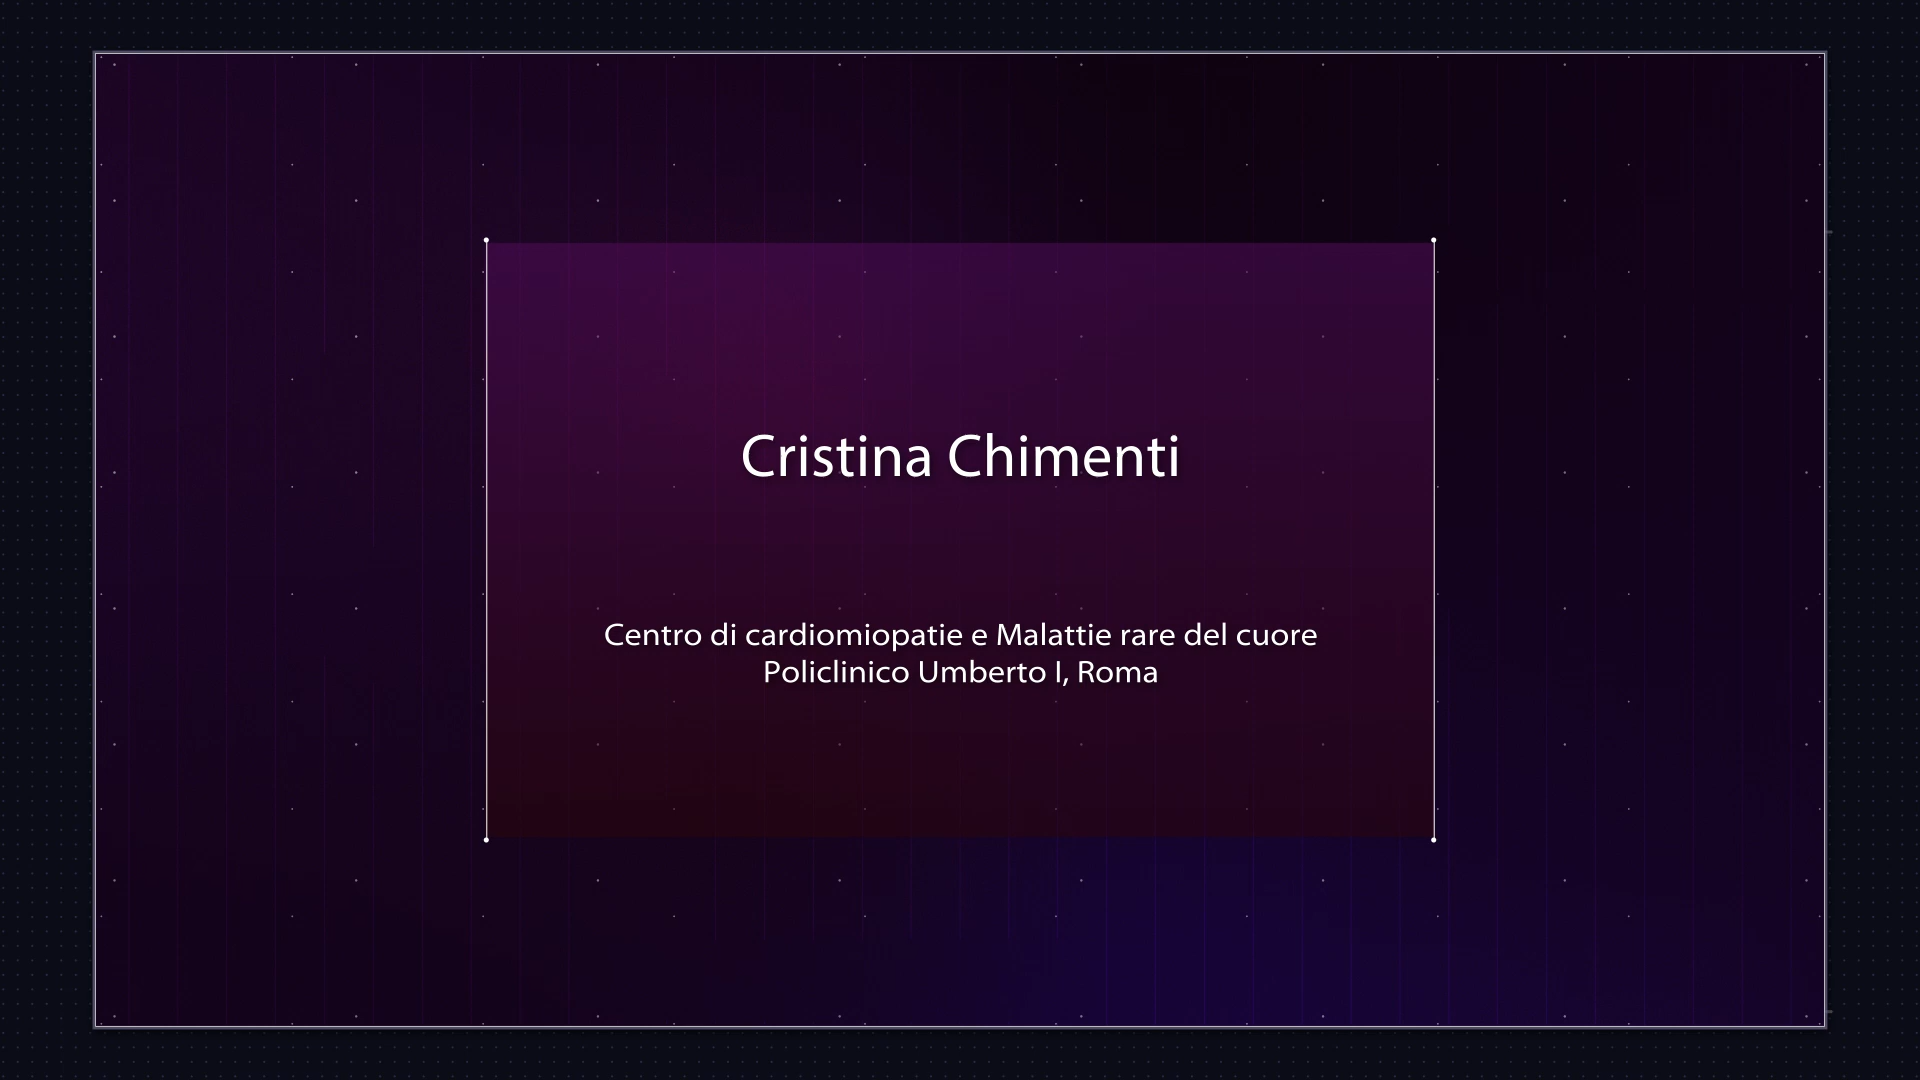 Cristina Chimenti
Centro di cardiomiopatie e Malattie rare del cuore
Policlinico Umberto I, Roma